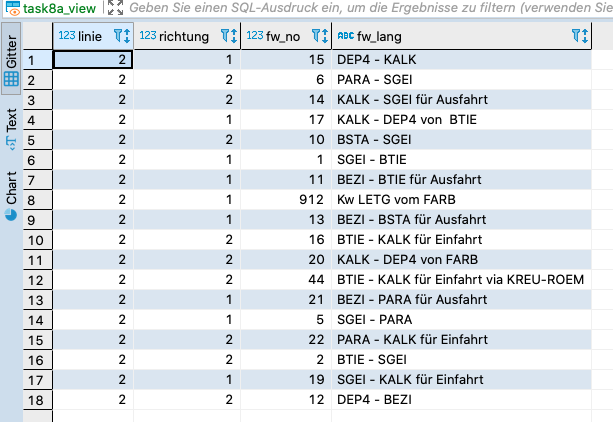 task8a_view Geben Sie einen SQL-Ausdruck ein, um die Ergebnisse zu filtern (verwenden Sie
Gitter
Text
Chart
123 linie 123 richtung 123 fw_no ABC fw_lang
1 2 1 15 DEP4 - KALK
2 2 2 6 PARA - SGEI
3 2 2 14 KALK - SGEI für Ausfahrt
4 2 1 17 KALK - DEP4 von  BTIE
5 2 2 10 BSTA - SGEI
6 2 1 1 SGEI - BTIE
7 2 1 11 BEZI - BTIE für Ausfahrt
8 2 1 912 Kw LETG vom FARB
9 2 1 13 BEZI - BSTA für Ausfahrt
10 2 2 16 BTIE - KALK für Einfahrt
11 2 2 20 KALK - DEP4 von FARB
12 2 2 44 BTIE - KALK für Einfahrt via KREU-ROEM
13 2 1 21 BEZI - PARA für Ausfahrt
14 2 1 5 SGEI - PARA
15 2 2 22 PARA - KALK für Einfahrt
16 2 2 2 BTIE - SGEI
17 2 1 19 SGEI - KALK für Einfahrt
18 2 2 12 DEP4 - BEZI